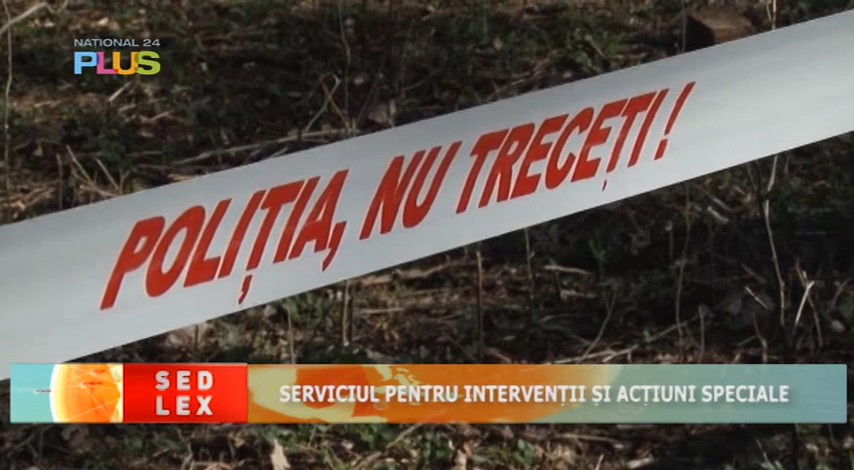 NATIONAL 24
PLUS
POLIȚIA, NU TRECEȚI!
SED
LEX
SERVICIUL PENTRU INTERVENȚII ȘI ACȚIUNI SPECIALE